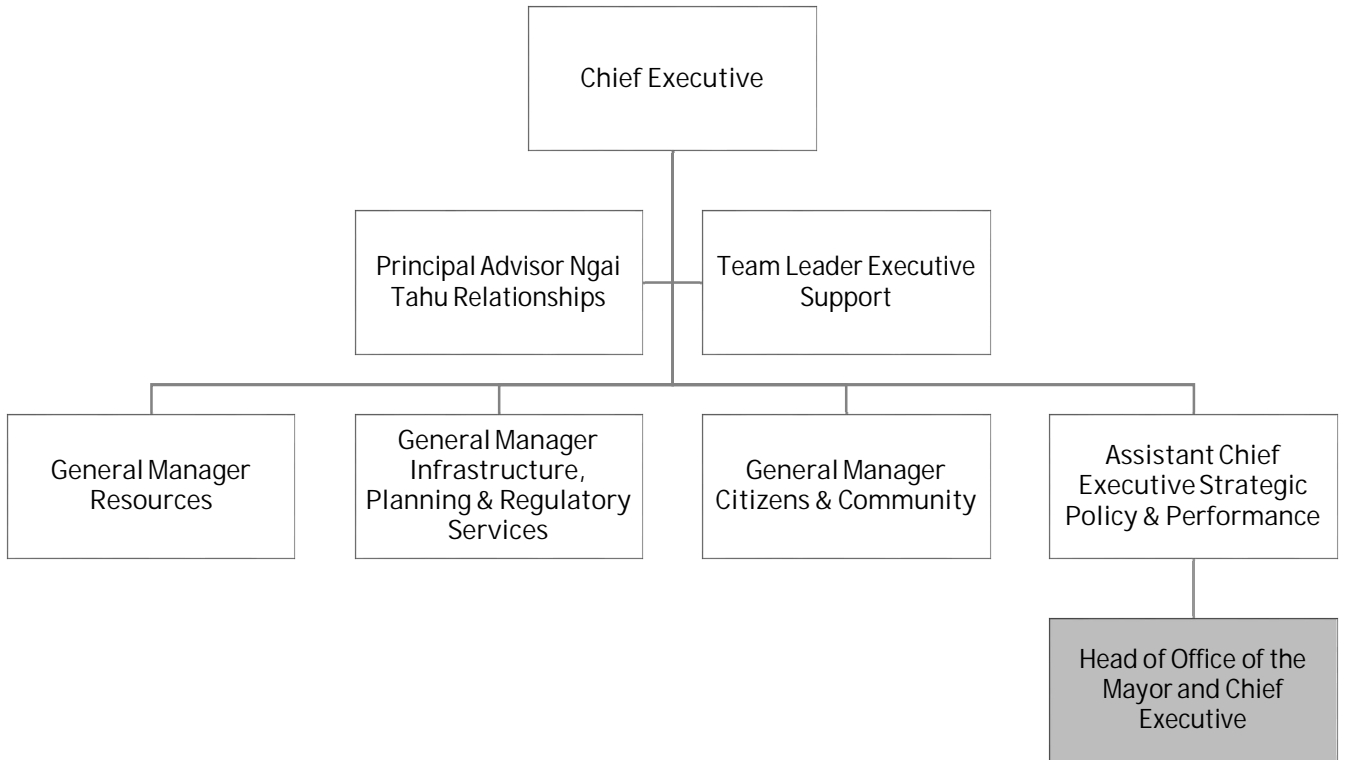 Chief Executive
Principal Advisor Ngai
Tahu Relationships
Team Leader Executive
Support
General Manager
Resources
General Manager
Infrastructure,
Planning & Regulatory
Services
General Manager
Citizens & Community
Assistant Chief
Executive Strategic
Policy & Performance
Head of Office of the
Mayor and Chief
Executive